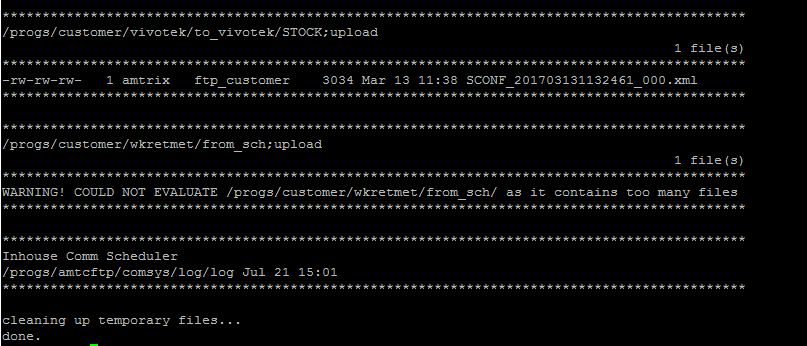 *********************************************************************************************
/progs/customer/vivotek/to_vivotek/STOCK;upload
1 file(s)
*********************************************************************************************
-rw-rw-rw-   1 amtrix   ftp_customer    3034 Mar 13 11:38 SCONF_201703131132461_000.xml
*********************************************************************************************
*********************************************************************************************
/progs/customer/wkretmet/from_sch;upload
1 file(s)
*********************************************************************************************
WARNING! COULD NOT EVALUATE /progs/customer/wkretmet/from_sch/ as it contains too many files
*********************************************************************************************
*********************************************************************************************
Inhouse Comm Scheduler
/progs/amtcftp/comsys/log/log Jul 21 15:01
*********************************************************************************************
cleaning up temporary files...
done.